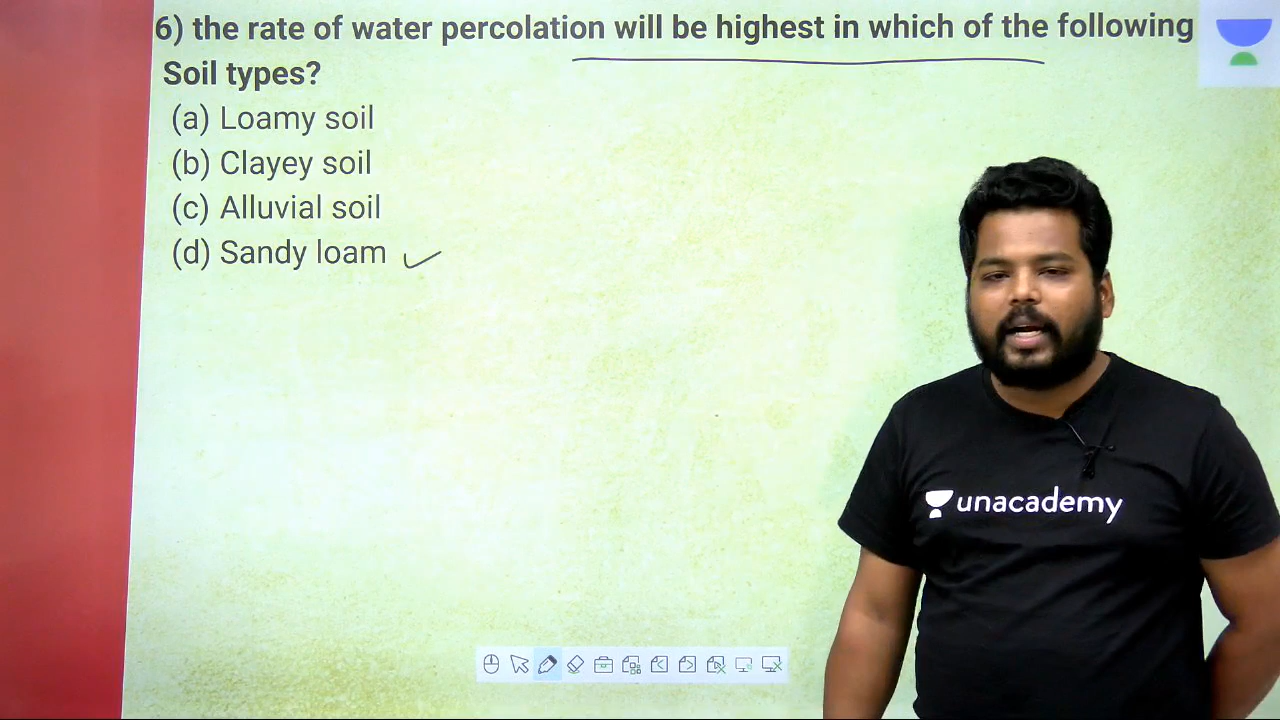 6) the rate of water percolation will be highest in which of the following
Soil types?
(a) Loamy soil
(b) Clayey soil
(c) Alluvial soil
(d) Sandy loam
unacademy